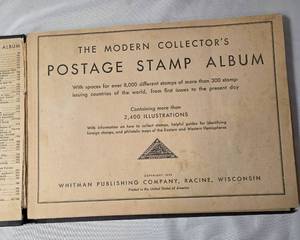 ALBUM
THE MODERN COLLECTOR'S
POSTAGE STAMP ALBUM
With spaces for over 8,000 different stamps of more than 300 stamp-
issuing countries of the world, from first issues to the present day
Containing more than
2,400 ILLUSTRATIONS
With information on how to collect stamps, helpful guides for identifying
foreign stamps, and philatelic maps of the Eastern and Western Hemispheres
COPYRIGHT
WHITMAN PUBLISHING COMPANY, RACINE, WISCONSIN
Printed in the United States of America